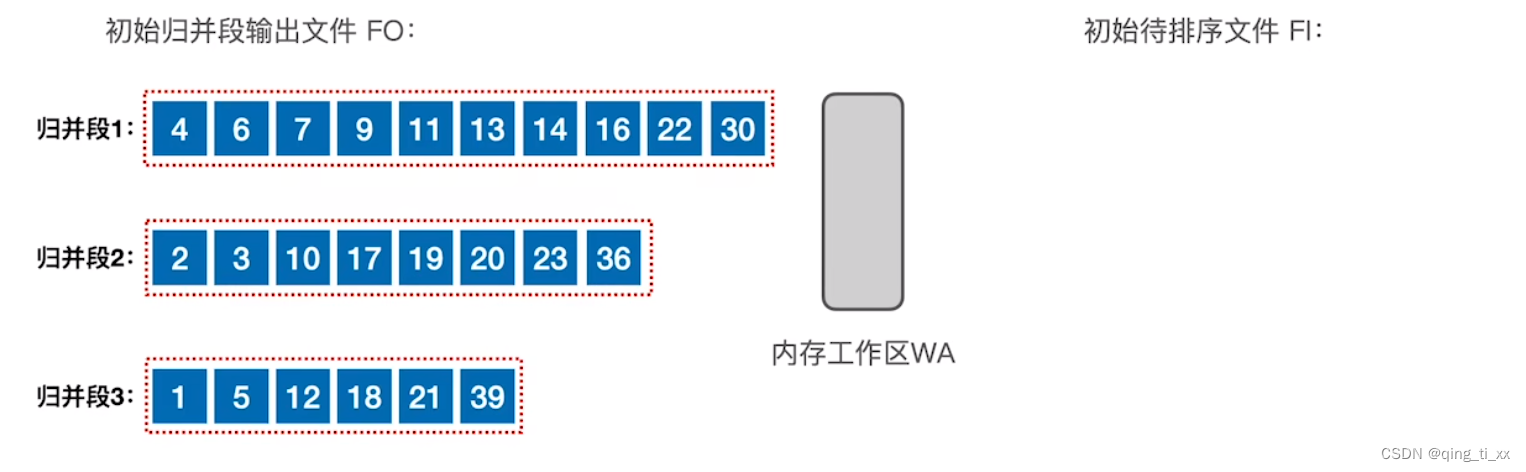 初始归并段输出文件 FO：
初始待排序文件 FI：
归并段1： 4 6 7 9 11 13 14 16 22 30
归并段2： 2 3 10 17 19 20 23 36
内存工作区WA
归并段3： 1 5 12 18 21 39
CSDN @qing_ti_xx